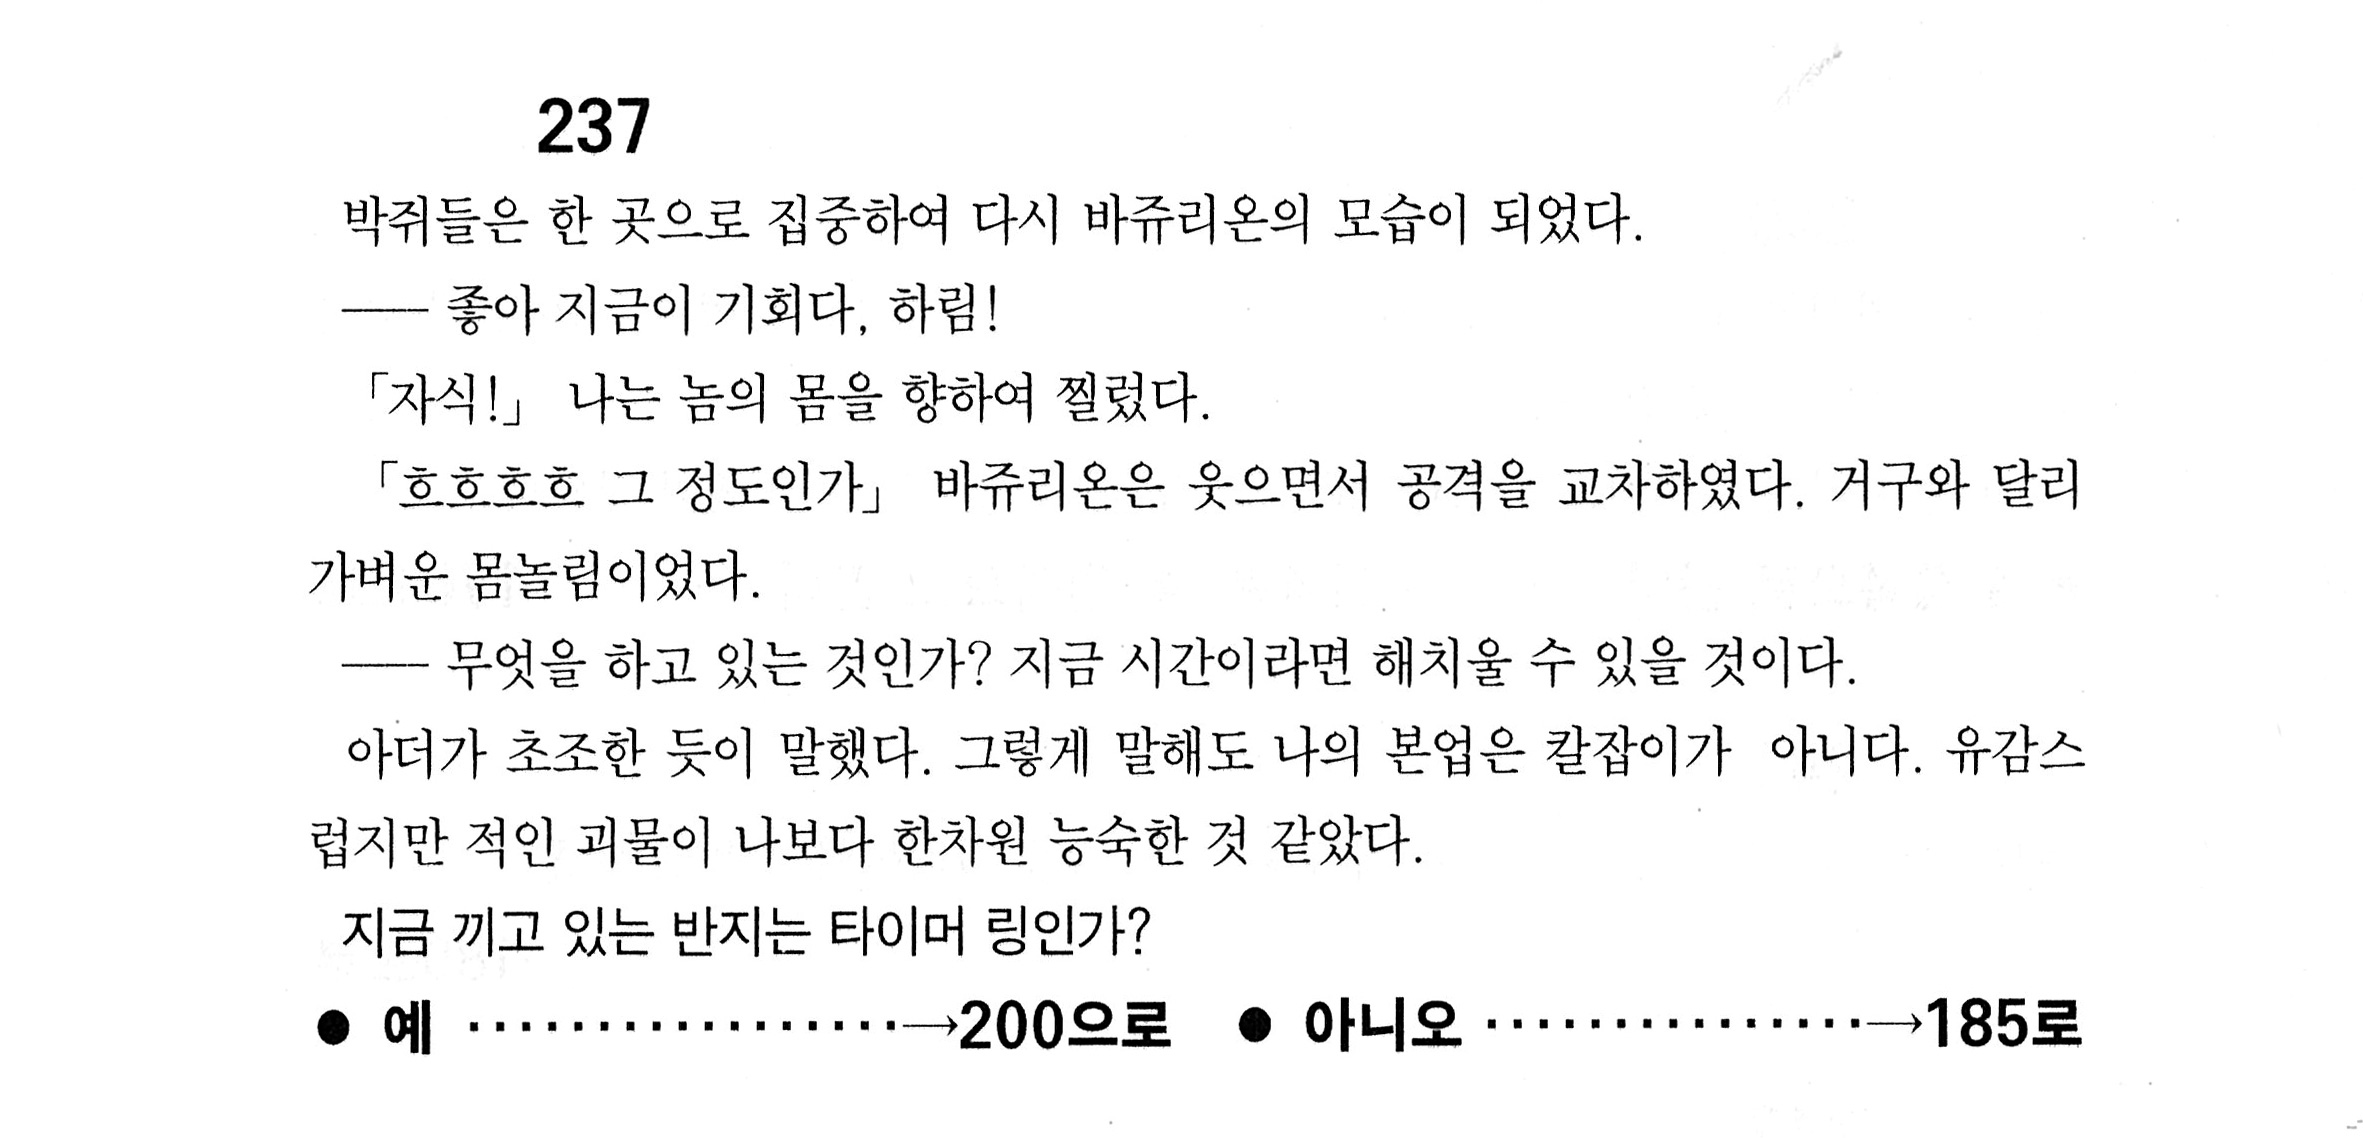 237
박쥐들은 한 곳으로 집중하여 다시 바쥬리온의 모습이 되었다.
── 좋아 지금이 기회다, 하림!
「자식!」 나는 놈의 몸을 향하여 찔렀다.
「흐흐흐흐 그 정도인가」 바쥬리온은 웃으면서 공격을 교차하였다. 거구와 달리
가벼운 몸놀림이었다.
── 무엇을 하고 있는 것인가? 지금 시간이라면 해치울 수 있을 것이다.
아더가 초조한 듯이 말했다. 그렇게 말해도 나의 본업은 칼잡이가 아니다. 유감스
럽지만 적인 괴물이 나보다 한차원 능숙한 것 같았다.
지금 끼고 있는 반지는 타이머 링인가?
● 예 ·················→200으로 ● 아니오 ···············→185로